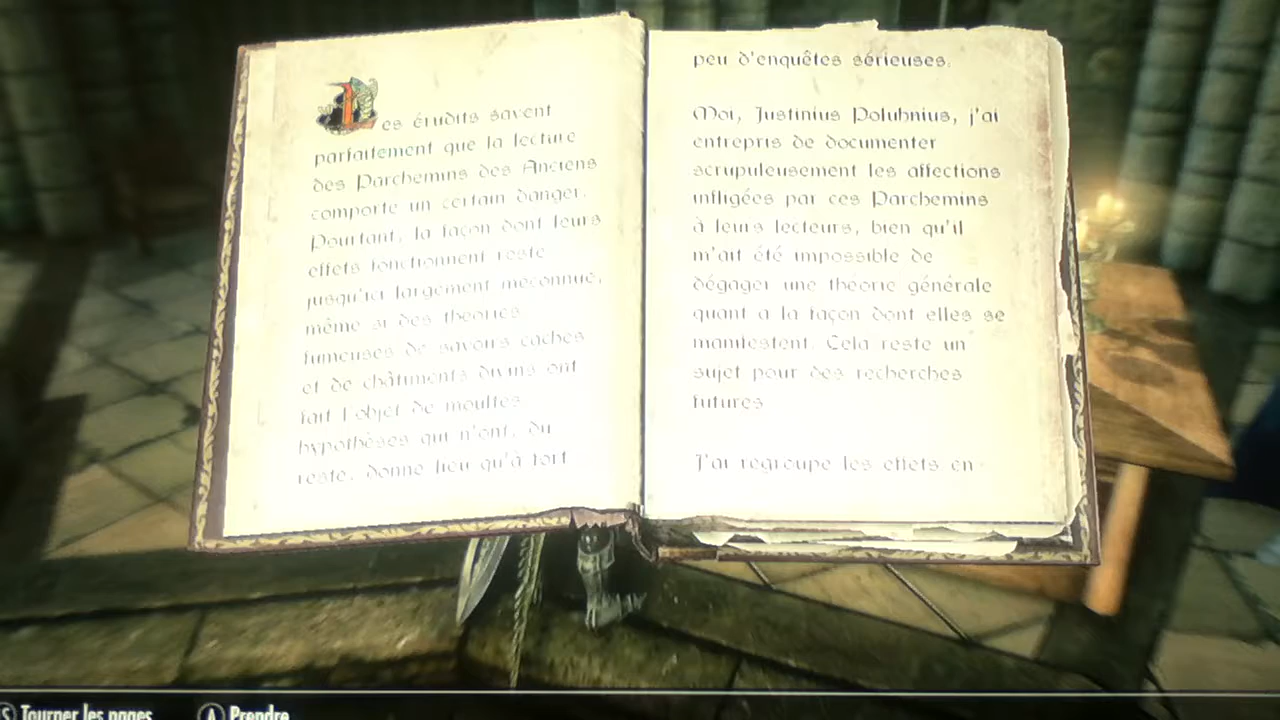 Les érudits savent
parfaitement que la lecture
des Parchemins des Anciens
comporte un certain danger.
Pourtant, la façon dont leurs
effets fonctionnent reste
jusqu'ici largement méconnue,
même si des théories
fumeuses de savoirs cachés
et de châtiments divins ont
fait l'objet de moultes
hypothèses qui n'ont, du
reste, donné lieu qu'à fort
peu d'enquêtes sérieuses.
Moi, Justinius Poluhnius, j'ai
entrepris de documenter
scrupuleusement les affections
infligées par ces Parchemins
à leurs lecteurs, bien qu'il
m'ait été impossible de
dégager une théorie générale
quant à la façon dont elles se
manifestent. Cela reste un
sujet pour des recherches
futures
J'ai regroupé les effets en
S Tourner les pages A Prendre